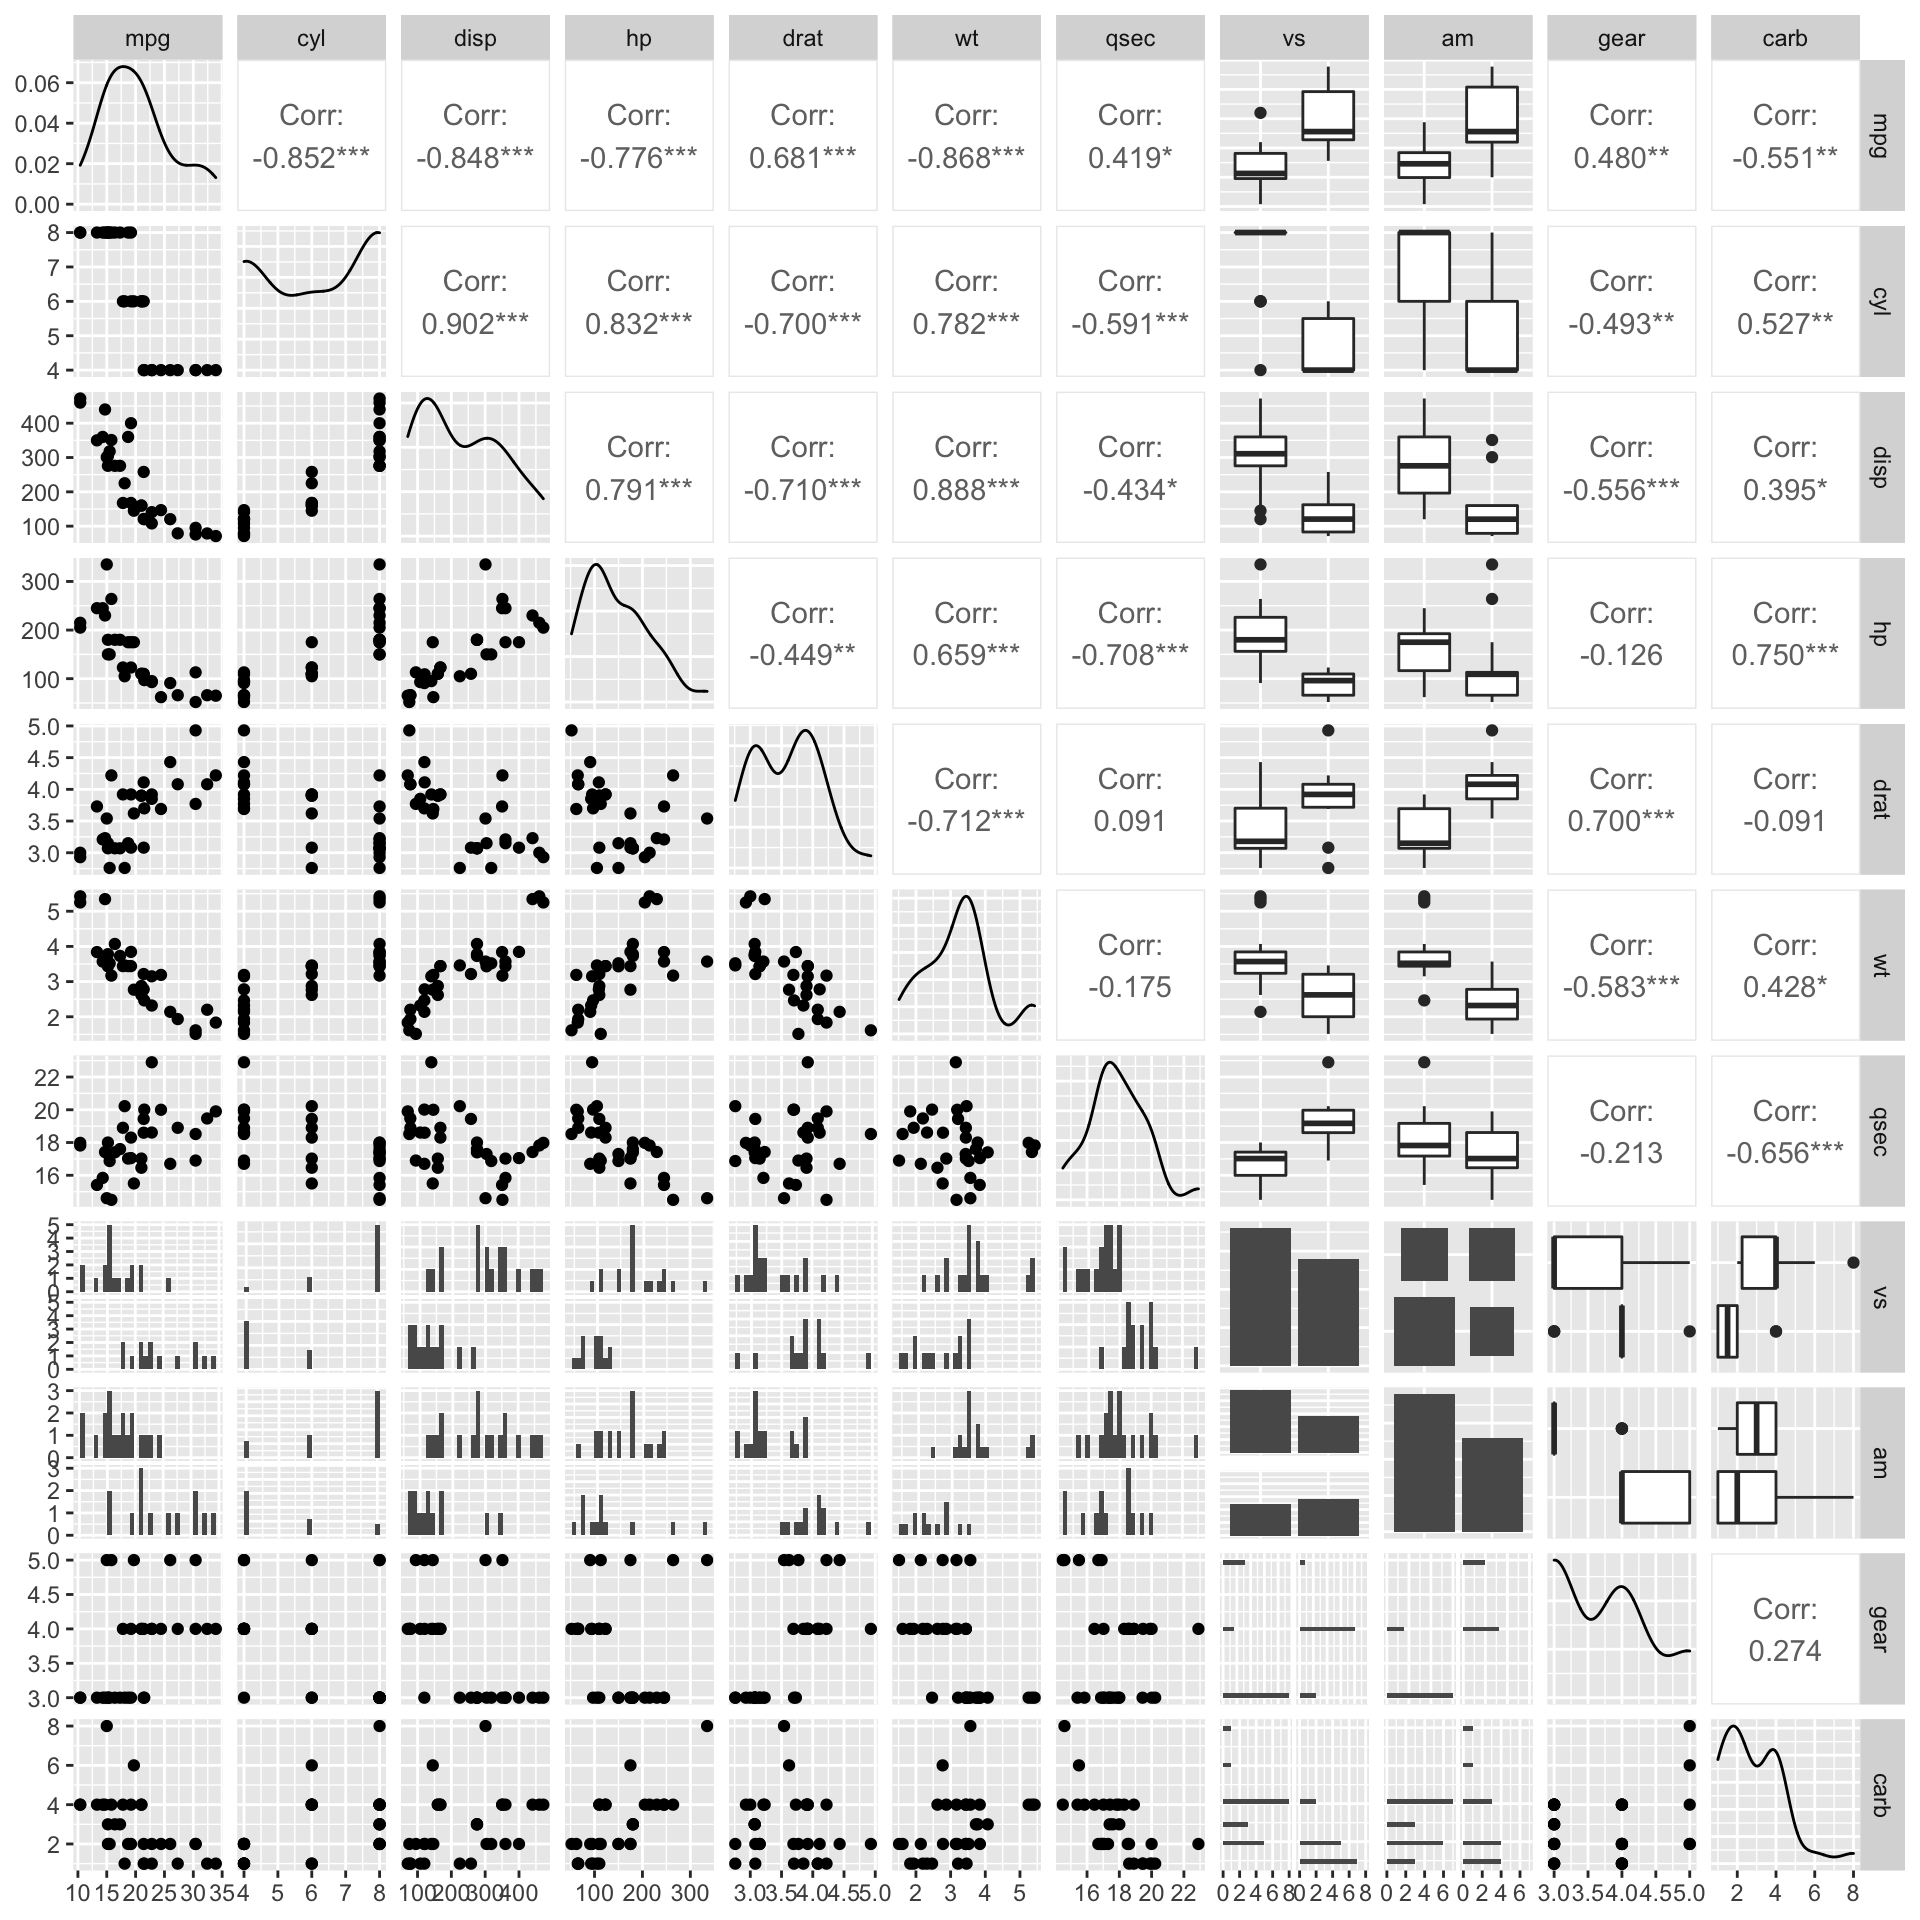 mpg cyl disp hp drat wt qsec vs am gear carb
0.06
0.04
0.02
0.00
Corr: Corr: Corr: Corr: Corr: Corr: Corr: Corr:
-0.852*** -0.848*** -0.776*** 0.681*** -0.868*** 0.419* 0.480** -0.551**
mpg
8
7
6
5
4
Corr: Corr: Corr: Corr: Corr: Corr: Corr:
0.902*** 0.832*** -0.700*** 0.782*** -0.591*** -0.493** 0.527**
cyl
400
300
200
100
Corr: Corr: Corr: Corr: Corr: Corr:
0.791*** -0.710*** 0.888*** -0.434* -0.556*** 0.395*
disp
300
200
100
Corr: Corr: Corr: Corr: Corr:
-0.449** 0.659*** -0.708*** -0.126 0.750***
hp
5.0
4.5
4.0
3.5
3.0
Corr: Corr: Corr: Corr:
-0.712*** 0.091 0.700*** -0.091
drat
5
4
3
2
Corr: Corr: Corr:
-0.175 -0.583*** 0.428*
wt
22
20
18
16
Corr: Corr:
-0.213 -0.656***
qsec
5
4
3
2
1
0
5
4
3
2
1
0
vs
3
2
1
0
3
2
1
0
am
5.0
4.5
4.0
3.5
3.0
Corr:
0.274
gear
8
6
4
2
carb
10 15 20 25 30 35 4 5 6 7 8 100 200 300 400 100 200 300 3.0 3.5 4.0 4.5 5.0 2 3 4 5 16 18 20 22 0 2 4 6 8 0 2 4 6 8 0 2 4 6 0 2 4 6 3.0 3.5 4.0 4.5 5.0 2 4 6 8